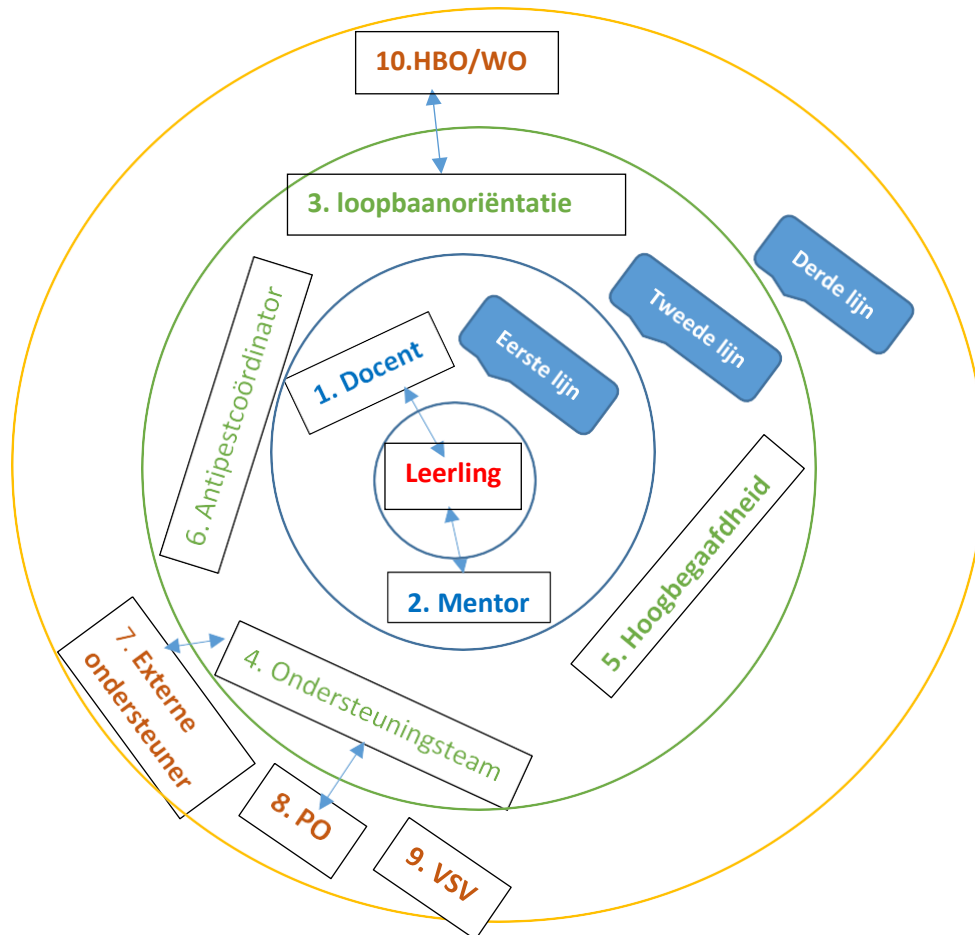 10.HBO/WO
3. loopbaanoriëntatie
Derde lijn
Tweede lijn
Eerste lijn
6. Antipestcoördinator
1. Docent
Leerling
2. Mentor
5. Hoogbegaafdheid
7. Externe
ondersteuner
4. Ondersteuningsteam
8. PO
9. VSV